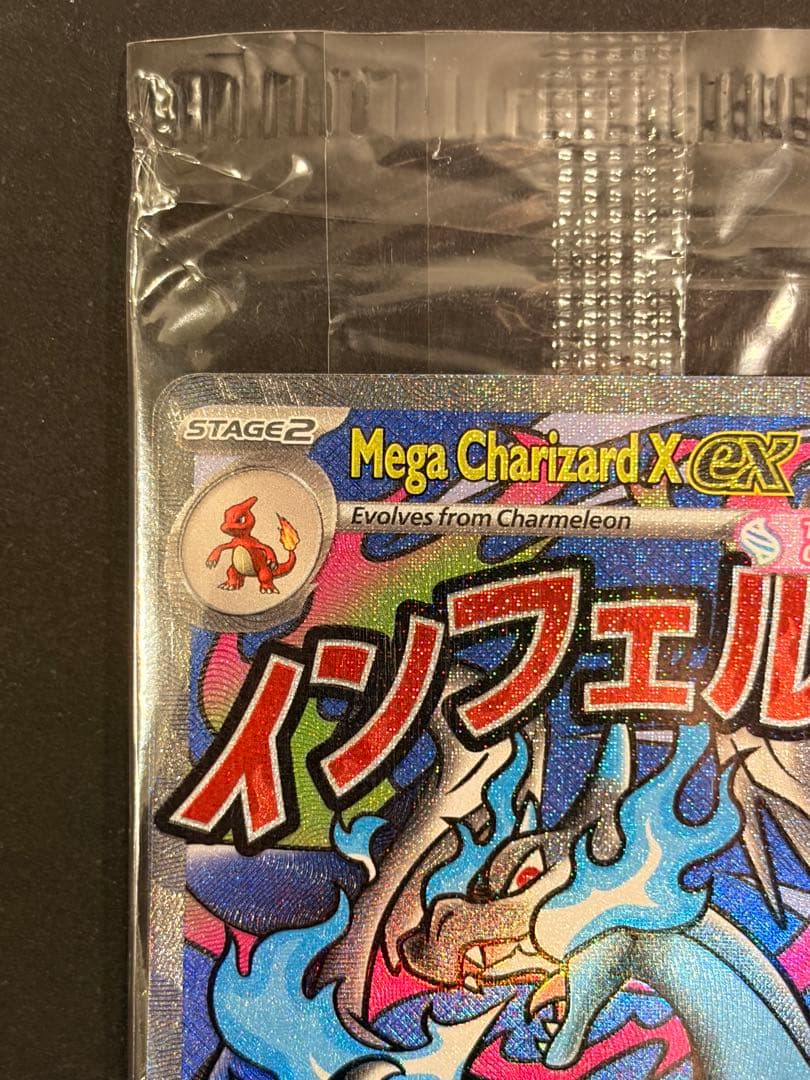 STAGE2
Mega Charizard X ex
Evolves from Charmeleon
インフェル